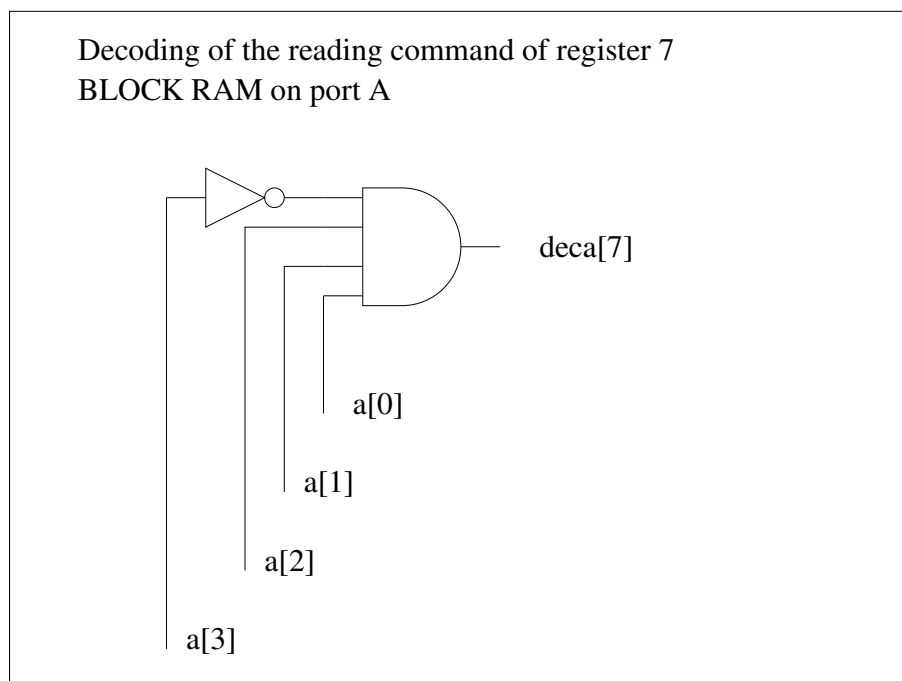 Decoding of the reading command of register 7
BLOCK RAM on port A
deca[7]
a[0]
a[1]
a[2]
a[3]